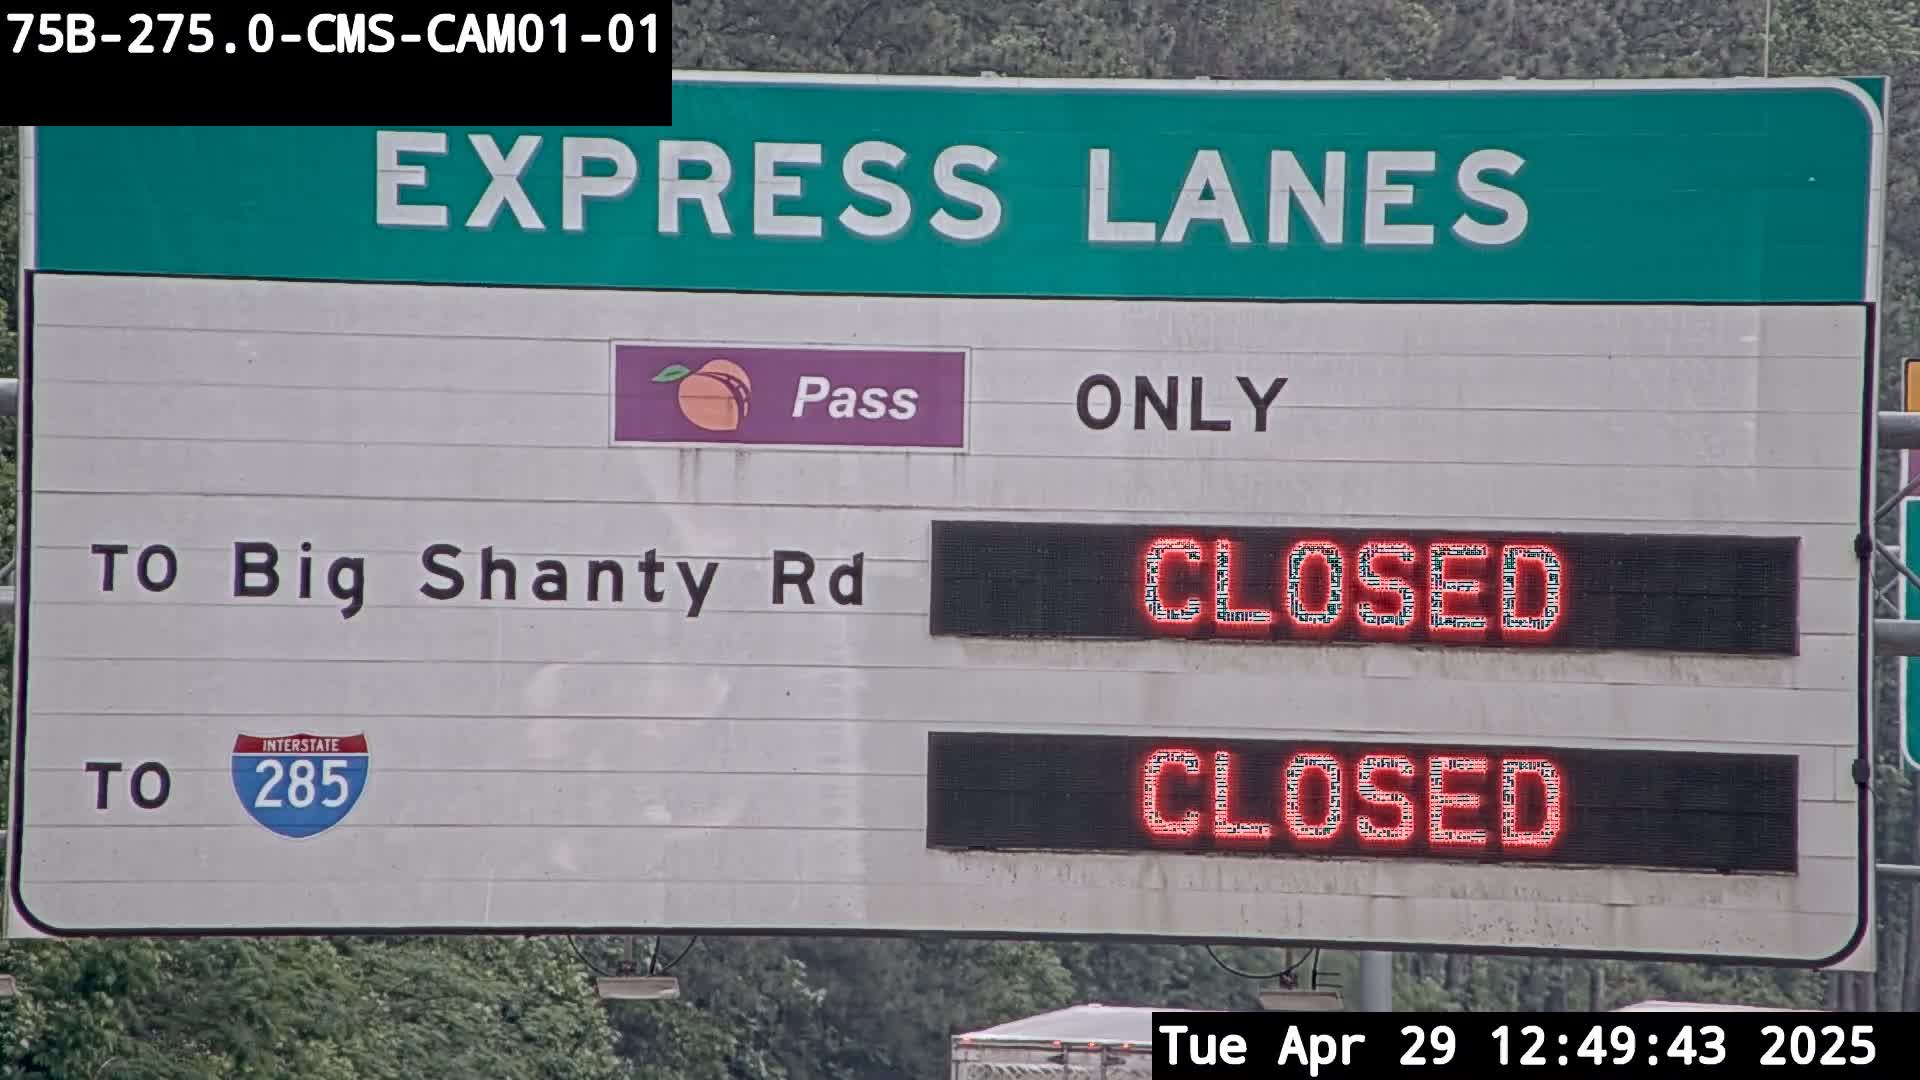 75B-275.0-CMS-CAM01-01
EXPRESS LANES
Pass ONLY
TO Big Shanty Rd CLOSED
TO INTERSTATE 285 CLOSED
Tue Apr 29 12:49:43 2025